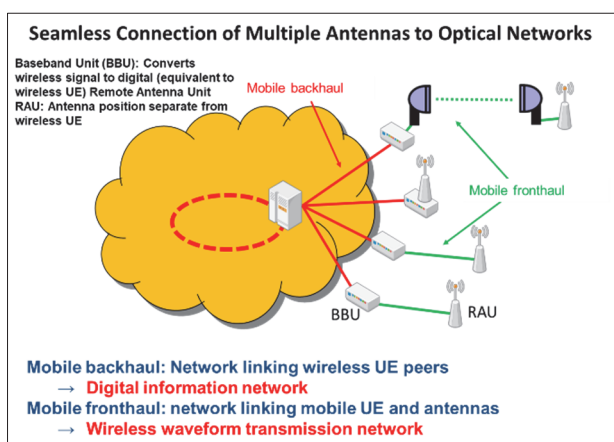 Seamless Connection of Multiple Antennas to Optical Networks
Baseband Unit (BBU): Converts
wireless signal to digital (equivalent to
wireless UE) Remote Antenna Unit
RAU: Antenna position separate from
wireless UE
Mobile backhaul
Mobile fronthaul
BBU
RAU
Mobile backhaul: Network linking wireless UE peers
→ Digital information network
Mobile fronthaul: network linking mobile UE and antennas
→ Wireless waveform transmission network